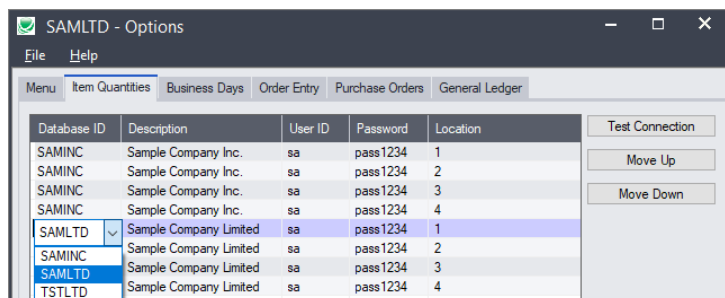 SAMLTD - Options
File Help
Menu Item Quantities Business Days Order Entry Purchase Orders General Ledger
Database ID Description User ID Password Location
SAMINC Sample Company Inc. sa pass1234 1
SAMINC Sample Company Inc. sa pass1234 2
SAMINC Sample Company Inc. sa pass1234 3
SAMINC Sample Company Inc. sa pass1234 4
SAMLTD Sample Company Limited sa pass1234 1
SAMINC Sample Company Limited sa pass1234 2
SAMLTD Sample Company Limited sa pass1234 3
TSTLTD Sample Company Limited sa pass1234 4
Test Connection
Move Up
Move Down